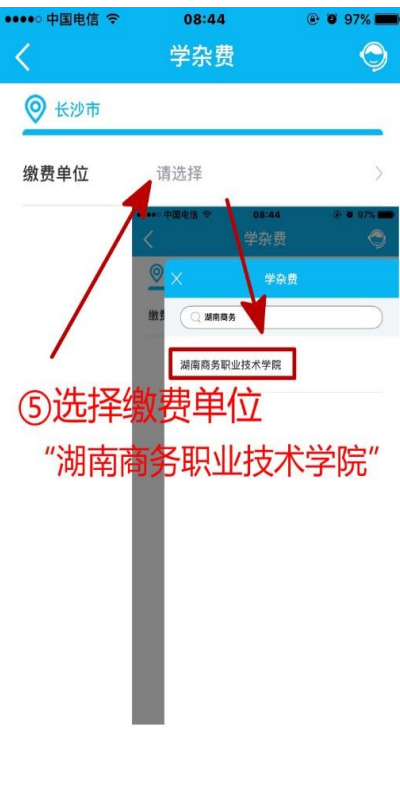 中国电信 08:44 97%
学杂费
长沙市
缴费单位 请选择
中国电信 08:44 97%
学杂费
学杂费
缴费
湖南商务
湖南商务职业技术学院
⑤选择缴费单位
“湖南商务职业技术学院”